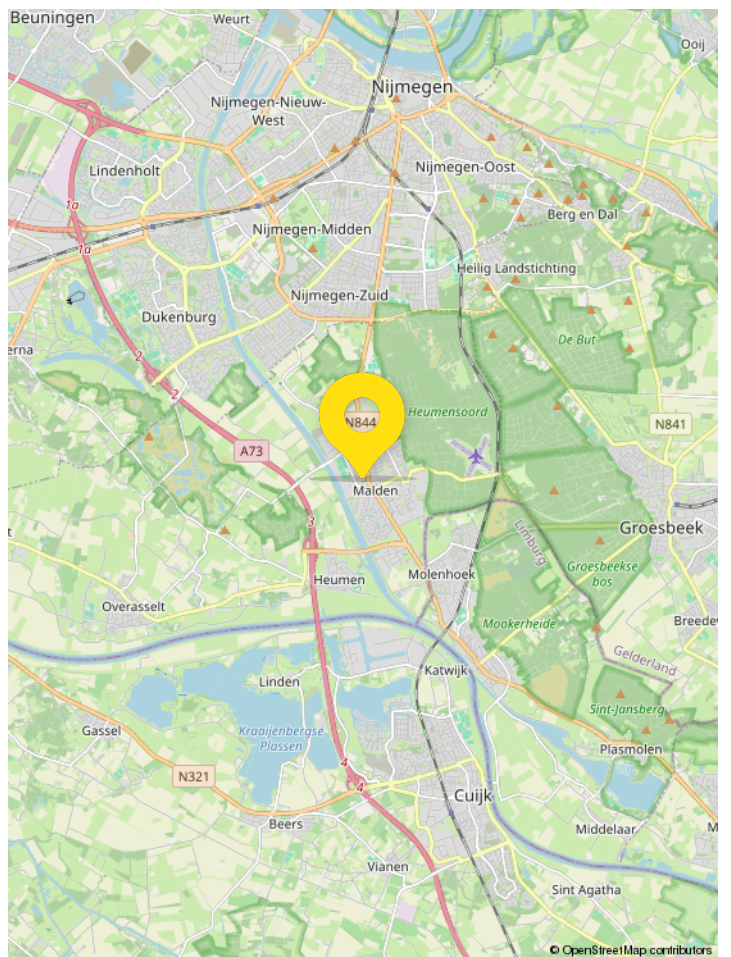 Beuningen
Weurt
Ooij
Nijmegen
Nijmegen-Nieuw-
West
Lindenholt
Nijmegen-Oost
1a
Berg en Dal
Nijmegen-Midden
1a
Heilig Landstichting
Nijmegen-Zuid
Dukenburg
De But
erna
2
2
Heumensoord
N844
N841
A73
Malden
3
Limburg
Groesbeek
t
Groesbeekse
bos
Molenhoek
Heumen
Overasselt
Mookerheide
Breede
Gelderland
Katwijk
Linden
Sint-Jansberg
Gassel
Kraaijenbergse
Plassen
Plasmolen
4
N321
4
Cuijk
Beers
Middelaar
M
Vianen
Sint Agatha
© OpenStreetMap contributors